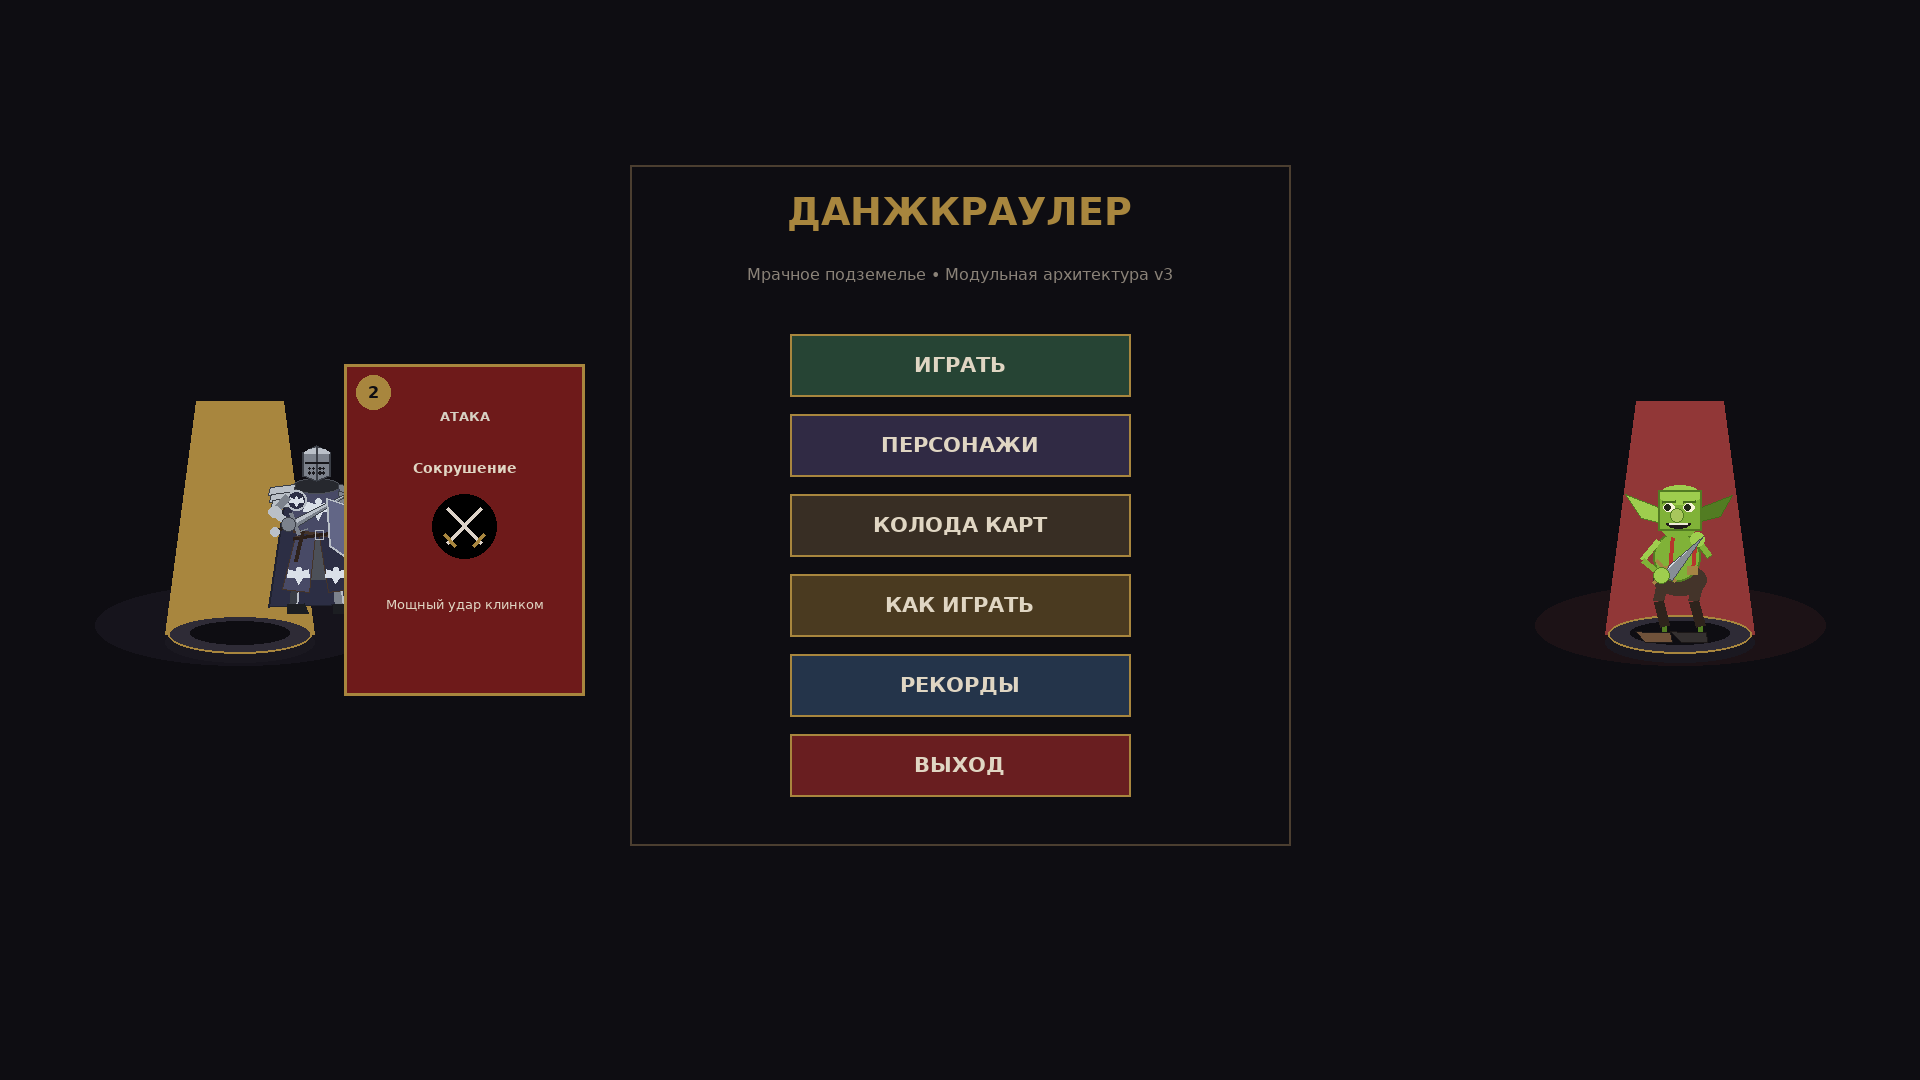 ДАНЖКРАУЛЕР
Мрачное подземелье • Модульная архитектура v3
ИГРАТЬ
ПЕРСОНАЖИ
КОЛОДА КАРТ
КАК ИГРАТЬ
РЕКОРДЫ
ВЫХОД
2
АТАКА
Сокрушение
Мощный удар клинком